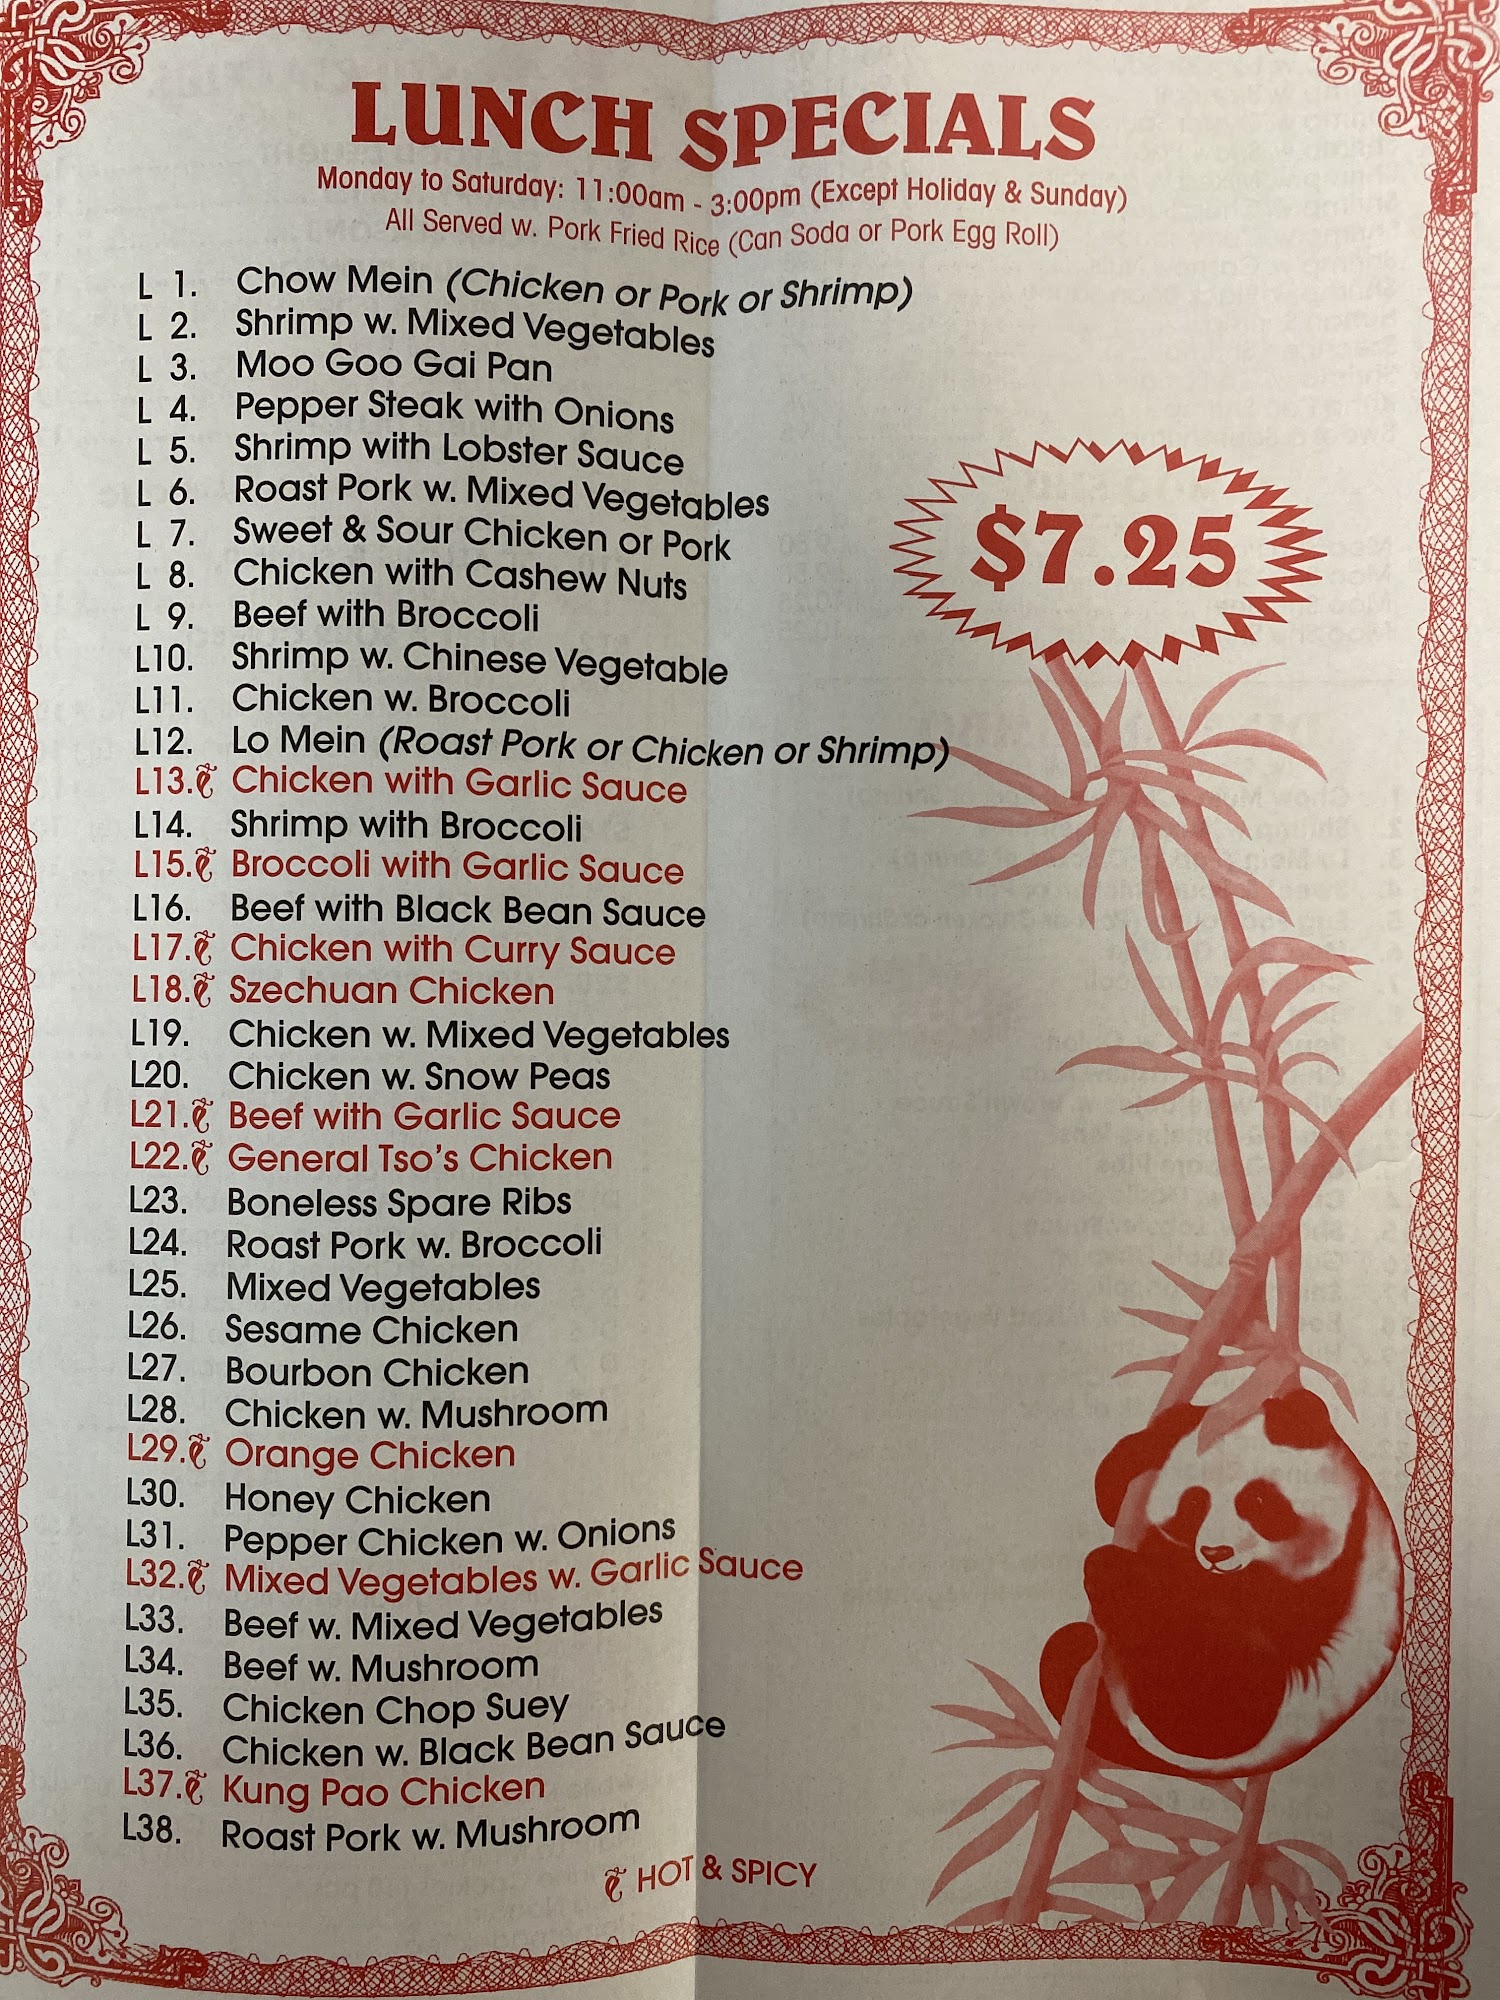 LUNCH SPECIALS
Monday to Saturday: 11:00am - 3:00pm (Except Holiday & Sunday)
All Served w. Pork Fried Rice (Can Soda or Pork Egg Roll)
L 1. Chow Mein (Chicken or Pork or Shrimp)
L 2. Shrimp w. Mixed Vegetables
L 3. Moo Goo Gai Pan
L 4. Pepper Steak with Onions
L 5. Shrimp with Lobster Sauce
L 6. Roast Pork w. Mixed Vegetables
L 7. Sweet & Sour Chicken or Pork
L 8. Chicken with Cashew Nuts
L 9. Beef with Broccoli
L10. Shrimp w. Chinese Vegetable
L11. Chicken w. Broccoli
L12. Lo Mein (Roast Pork or Chicken or Shrimp)
L13. Chicken with Garlic Sauce
L14. Shrimp with Broccoli
L15. Broccoli with Garlic Sauce
L16. Beef with Black Bean Sauce
L17. Chicken with Curry Sauce
L18. Szechuan Chicken
L19. Chicken w. Mixed Vegetables
L20. Chicken w. Snow Peas
L21. Beef with Garlic Sauce
L22. General Tso's Chicken
L23. Boneless Spare Ribs
L24. Roast Pork w. Broccoli
L25. Mixed Vegetables
L26. Sesame Chicken
L27. Bourbon Chicken
L28. Chicken w. Mushroom
L29. Orange Chicken
L30. Honey Chicken
L31. Pepper Chicken w. Onions
L32. Mixed Vegetables w. Garlic Sauce
L33. Beef w. Mixed Vegetables
L34. Beef w. Mushroom
L35. Chicken Chop Suey
L36. Chicken w. Black Bean Sauce
L37. Kung Pao Chicken
L38. Roast Pork w. Mushroom
HOT & SPICY
$7.25